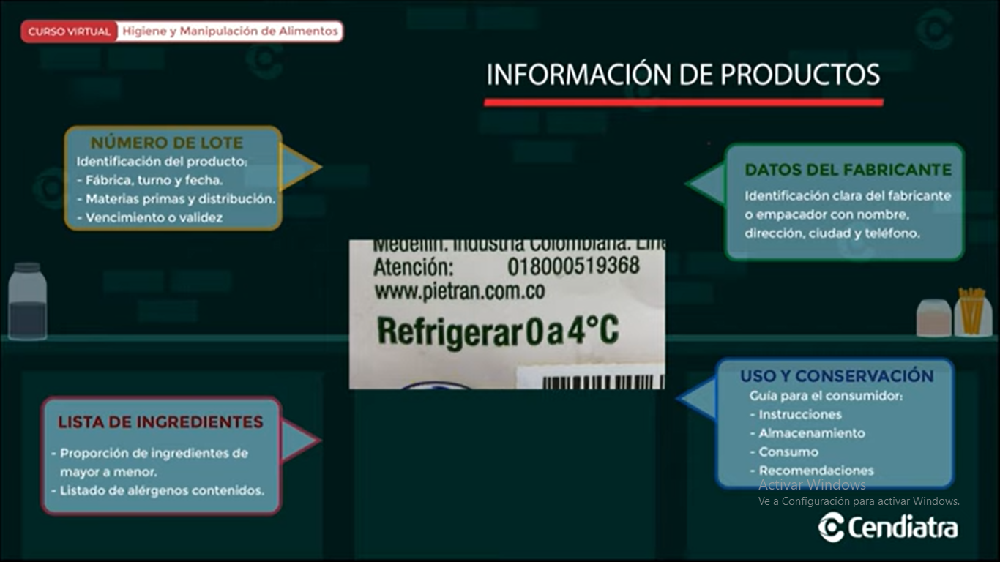 CURSO VIRTUAL Higiene y Manipulación de Alimentos
INFORMACIÓN DE PRODUCTOS
NÚMERO DE LOTE
Identificación del producto:
- Fábrica, turno y fecha.
- Materias primas y distribución.
- Vencimiento o validez
DATOS DEL FABRICANTE
Identificación clara del fabricante
o empacador con nombre,
dirección, ciudad y teléfono.
Medellín. Industria Colombiana.
Atención: 018000519368
www.pietran.com.co
Refrigerar 0 a 4°C
LISTA DE INGREDIENTES
- Proporción de ingredientes de
mayor a menor.
- Listado de alérgenos contenidos.
USO Y CONSERVACIÓN
Guía para el consumidor:
- Instrucciones
- Almacenamiento
- Consumo
- Recomendaciones
Activar Windows
Ve a Configuración para activar Windows.
Cendiatra